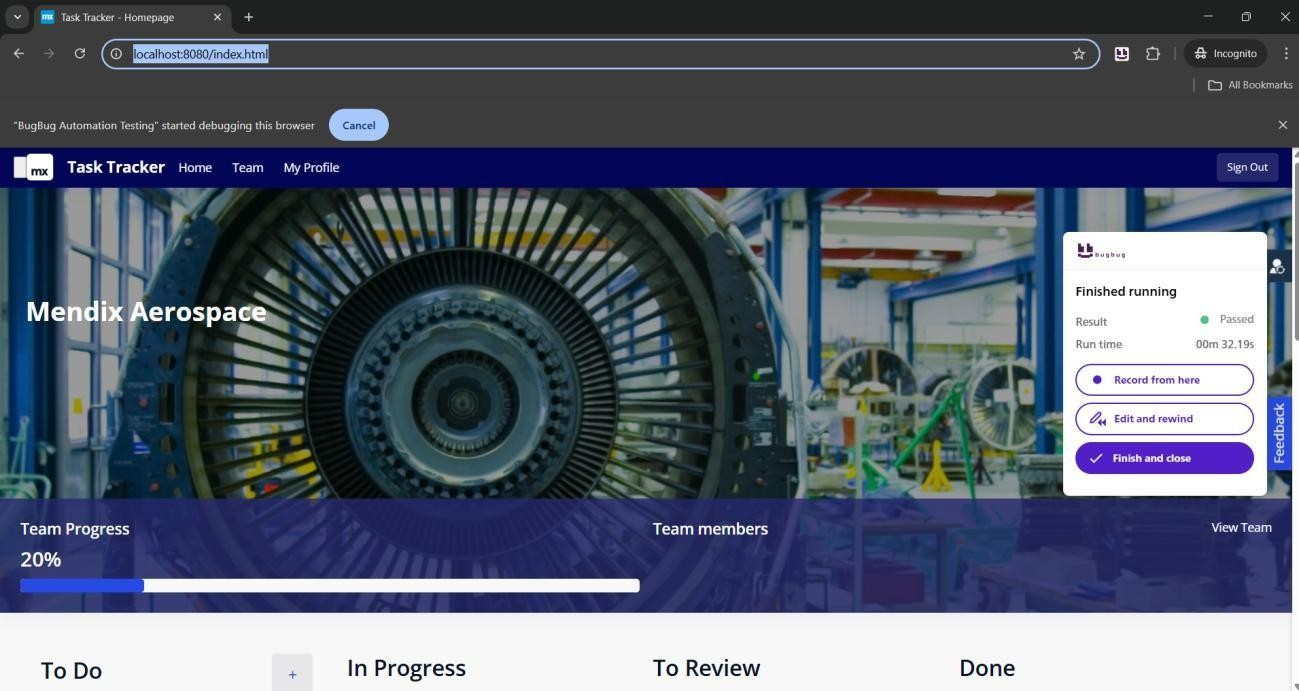 mx Task Tracker - Homepage
localhost:8080/index.html
Incognito
All Bookmarks
"BugBug Automation Testing" started debugging this browser Cancel
mx Task Tracker Home Team My Profile Sign Out
bugbug
Finished running
Mendix Aerospace
Result Passed
Run time 00m 32.19s
Record from here
Edit and rewind
Finish and close
Feedback
Team Progress Team members View Team
20%
To Do + In Progress To Review Done